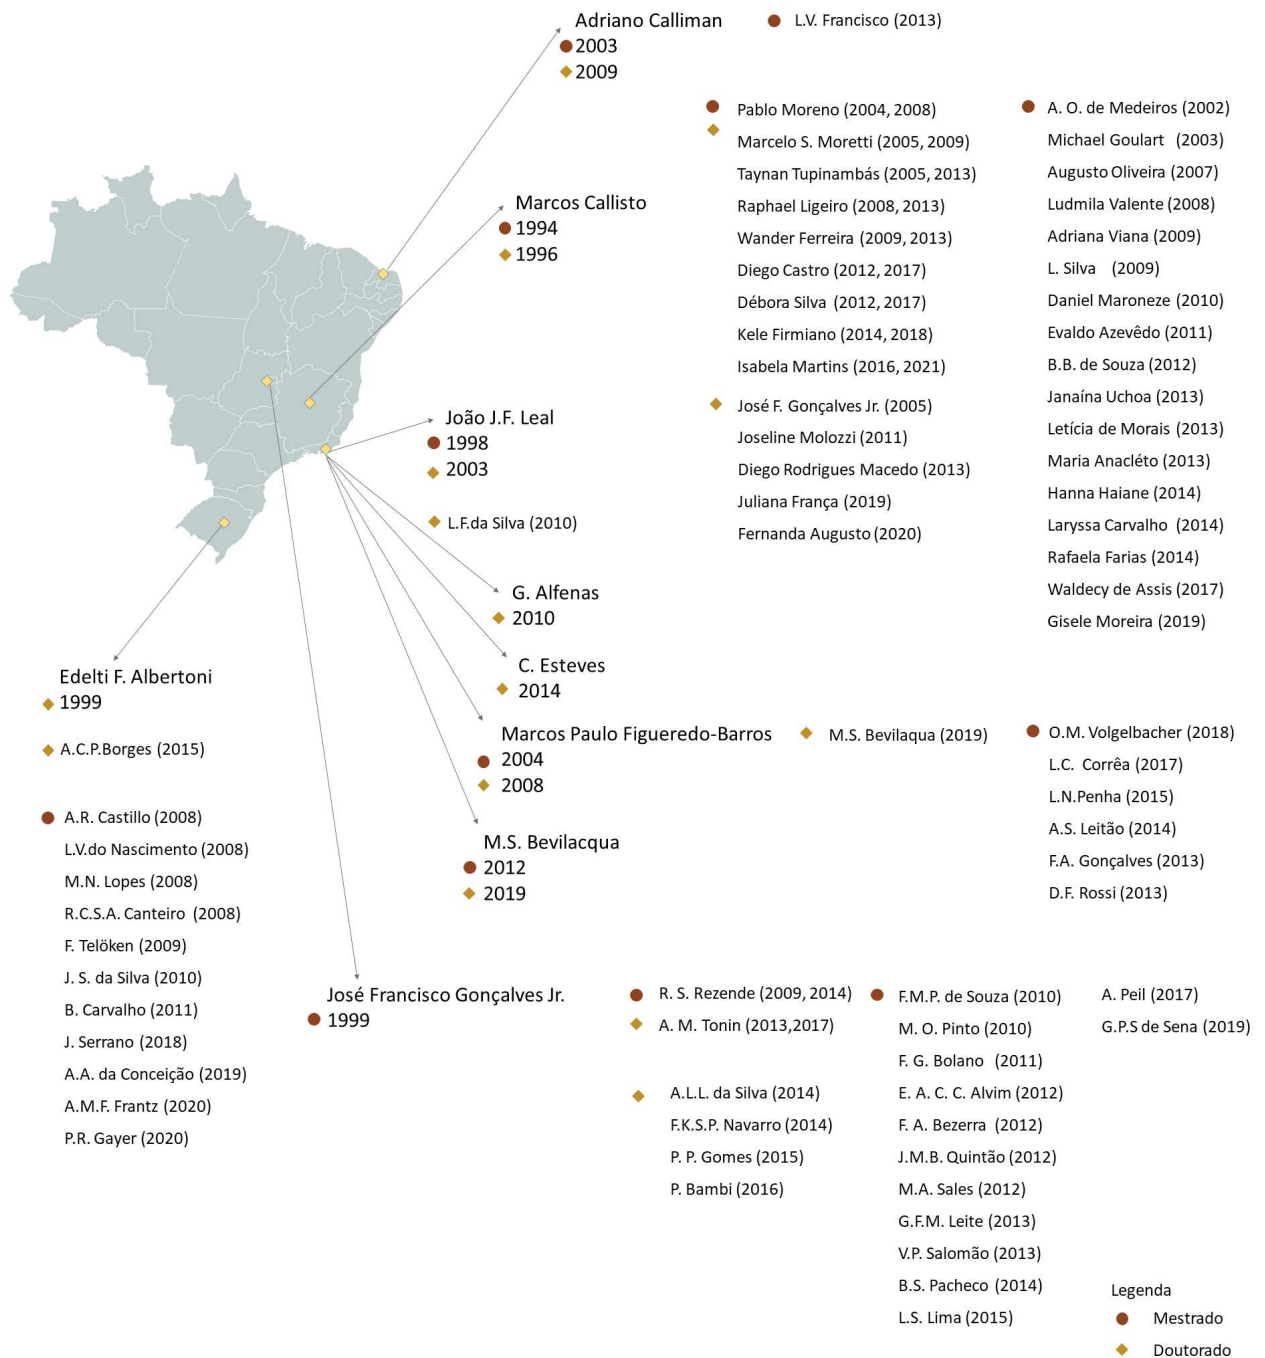 Adriano Calliman
2003
2009
L.V. Francisco (2013)
Marcos Callisto
1994
1996
Pablo Moreno (2004, 2008)
Marcelo S. Moretti (2005, 2009)
Taynan Tupinambás (2005, 2013)
Raphael Ligeiro (2008, 2013)
Wander Ferreira (2009, 2013)
Diego Castro (2012, 2017)
Débora Silva (2012, 2017)
Kele Firmiano (2014, 2018)
Isabela Martins (2016, 2021)
José F. Gonçalves Jr. (2005)
Joseline Molozzi (2011)
Diego Rodrigues Macedo (2013)
Juliana França (2019)
Fernanda Augusto (2020)
A. O. de Medeiros (2002)
Michael Goulart (2003)
Augusto Oliveira (2007)
Ludmila Valente (2008)
Adriana Viana (2009)
L. Silva (2009)
Daniel Maroneze (2010)
Evaldo Azevêdo (2011)
B.B. de Souza (2012)
Janaína Uchoa (2013)
Letícia de Morais (2013)
Maria Anacléto (2013)
Hanna Haiane (2014)
Laryssa Carvalho (2014)
Rafaela Farias (2014)
Waldecy de Assis (2017)
Gisele Moreira (2019)
João J.F. Leal
1998
2003
L.F.da Silva (2010)
G. Alfenas
2010
C. Esteves
2014
Marcos Paulo Figueredo-Barros
2004
2008
M.S. Bevilaqua (2019)
O.M. Volgelbacher (2018)
L.C. Corrêa (2017)
L.N.Penha (2015)
A.S. Leitão (2014)
F.A. Gonçalves (2013)
D.F. Rossi (2013)
M.S. Bevilacqua
2012
2019
Edelti F. Albertoni
1999
A.C.P.Borges (2015)
A.R. Castillo (2008)
L.V.do Nascimento (2008)
M.N. Lopes (2008)
R.C.S.A. Canteiro (2008)
F. Telöken (2009)
J. S. da Silva (2010)
B. Carvalho (2011)
J. Serrano (2018)
A.A. da Conceição (2019)
A.M.F. Frantz (2020)
P.R. Gayer (2020)
José Francisco Gonçalves Jr.
1999
R. S. Rezende (2009, 2014)
A. M. Tonin (2013,2017)
A.L.L. da Silva (2014)
F.K.S.P. Navarro (2014)
P. P. Gomes (2015)
P. Bambi (2016)
F.M.P. de Souza (2010)
M. O. Pinto (2010)
F. G. Bolano (2011)
E. A. C. C. Alvim (2012)
F. A. Bezerra (2012)
J.M.B. Quintão (2012)
M.A. Sales (2012)
G.F.M. Leite (2013)
V.P. Salomão (2013)
B.S. Pacheco (2014)
L.S. Lima (2015)
A. Peil (2017)
G.P.S de Sena (2019)
Legenda
Mestrado
Doutorado